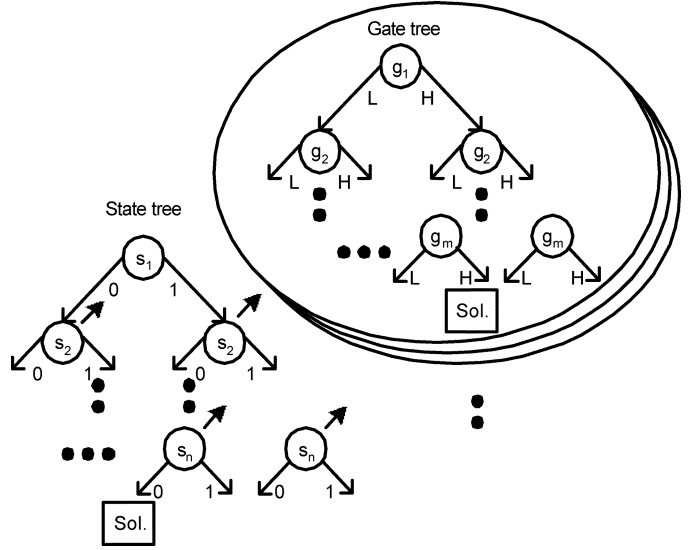 Gate tree
g1
L H
g2 g2
L H L H
State tree
gm gm
s1
L H L H
0 1
Sol.
s2 s2
0 1 0 1
sn sn
0 1 0 1
Sol.